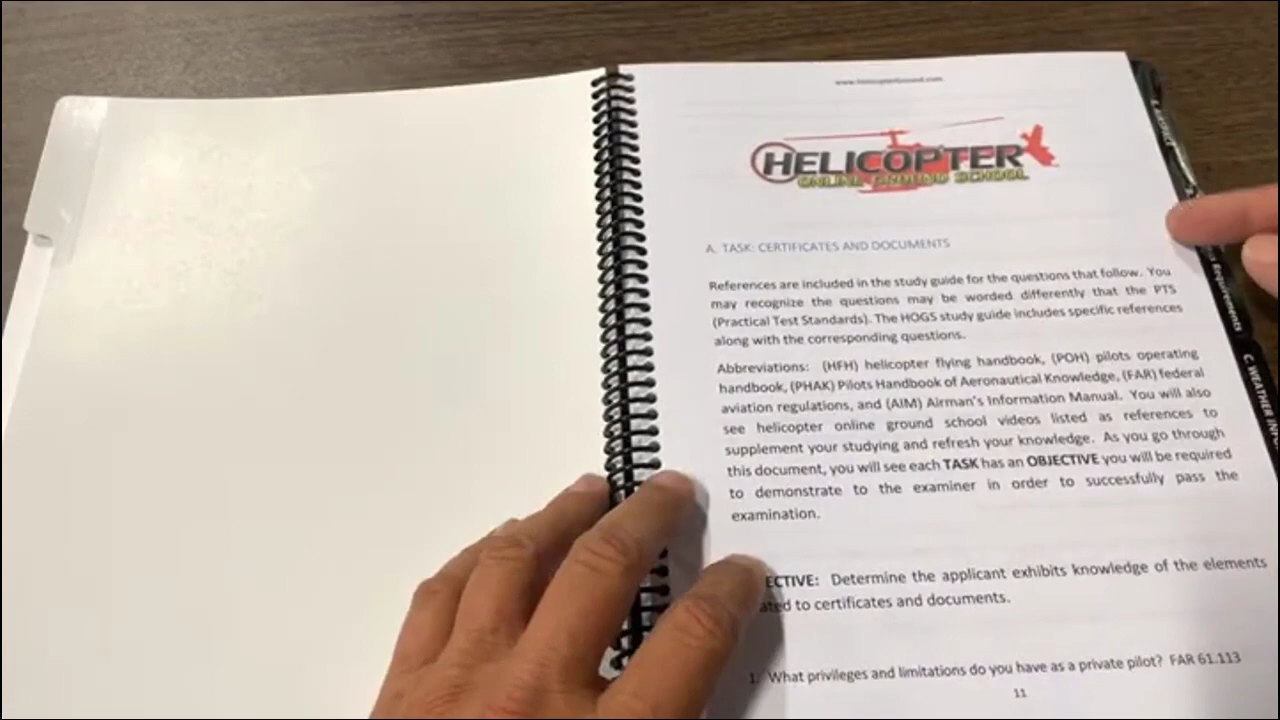 www.helicopterground.com
HELICOPTER
ONLINE GROUND SCHOOL
A. TASK: CERTIFICATES AND DOCUMENTS
References are included in the study guide for the questions that follow. You
may recognize the questions may be worded differently that the PTS
(Practical Test Standards). The HOGS study guide includes specific references
along with the corresponding questions.
Abbreviations: (HFH) helicopter flying handbook, (POH) pilots operating
handbook, (PHAK) Pilots Handbook of Aeronautical Knowledge, (FAR) federal
aviation regulations, and (AIM) Airman's Information Manual. You will also
see helicopter online ground school videos listed as references to
supplement your studying and refresh your knowledge. As you go through
this document, you will see each TASK has an OBJECTIVE you will be required
to demonstrate to the examiner in order to successfully pass the
examination.
ECTIVE: Determine the applicant exhibits knowledge of the elements
ated to certificates and documents.
1. What privileges and limitations do you have as a private pilot? FAR 61.113
11
Requirements
C. WEATHER INF